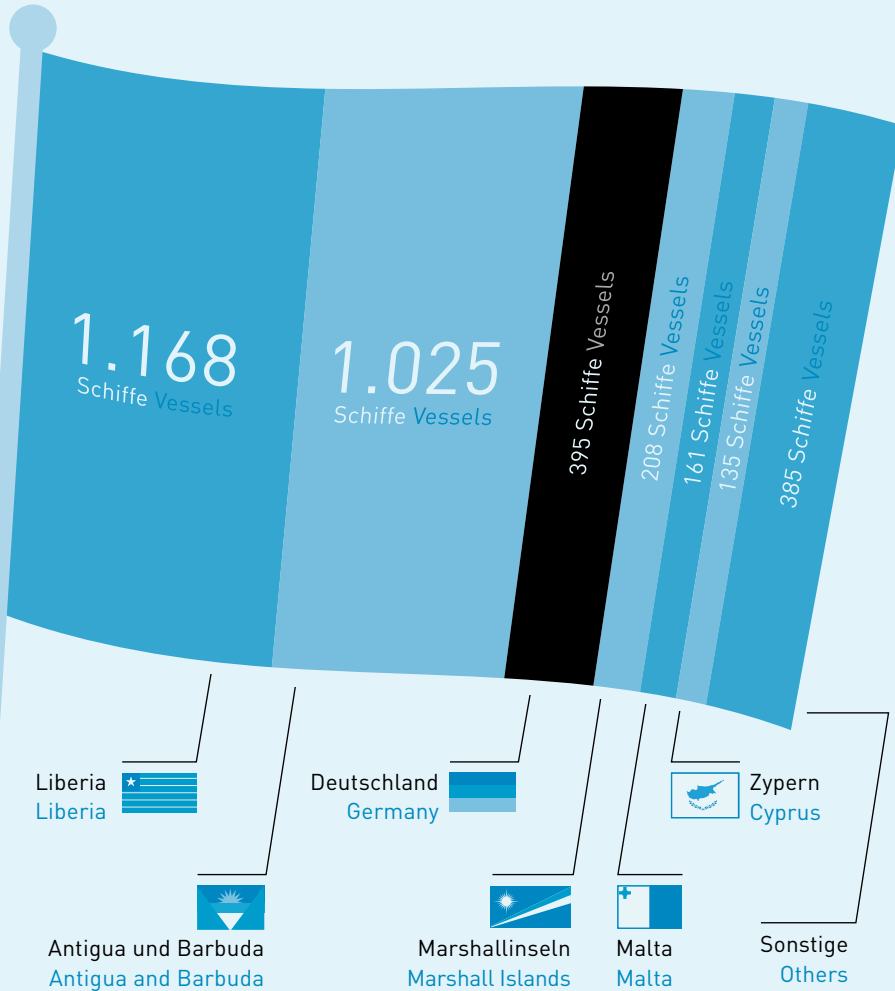 1.168
Schiffe Vessels
1.025
Schiffe Vessels
395 Schiffe Vessels
208 Schiffe Vessels
161 Schiffe Vessels
135 Schiffe Vessels
385 Schiffe Vessels
Liberia
Liberia
Deutschland
Germany
Zypern
Cyprus
Antigua und Barbuda
Antigua and Barbuda
Marshallinseln
Marshall Islands
Malta
Malta
Sonstige
Others